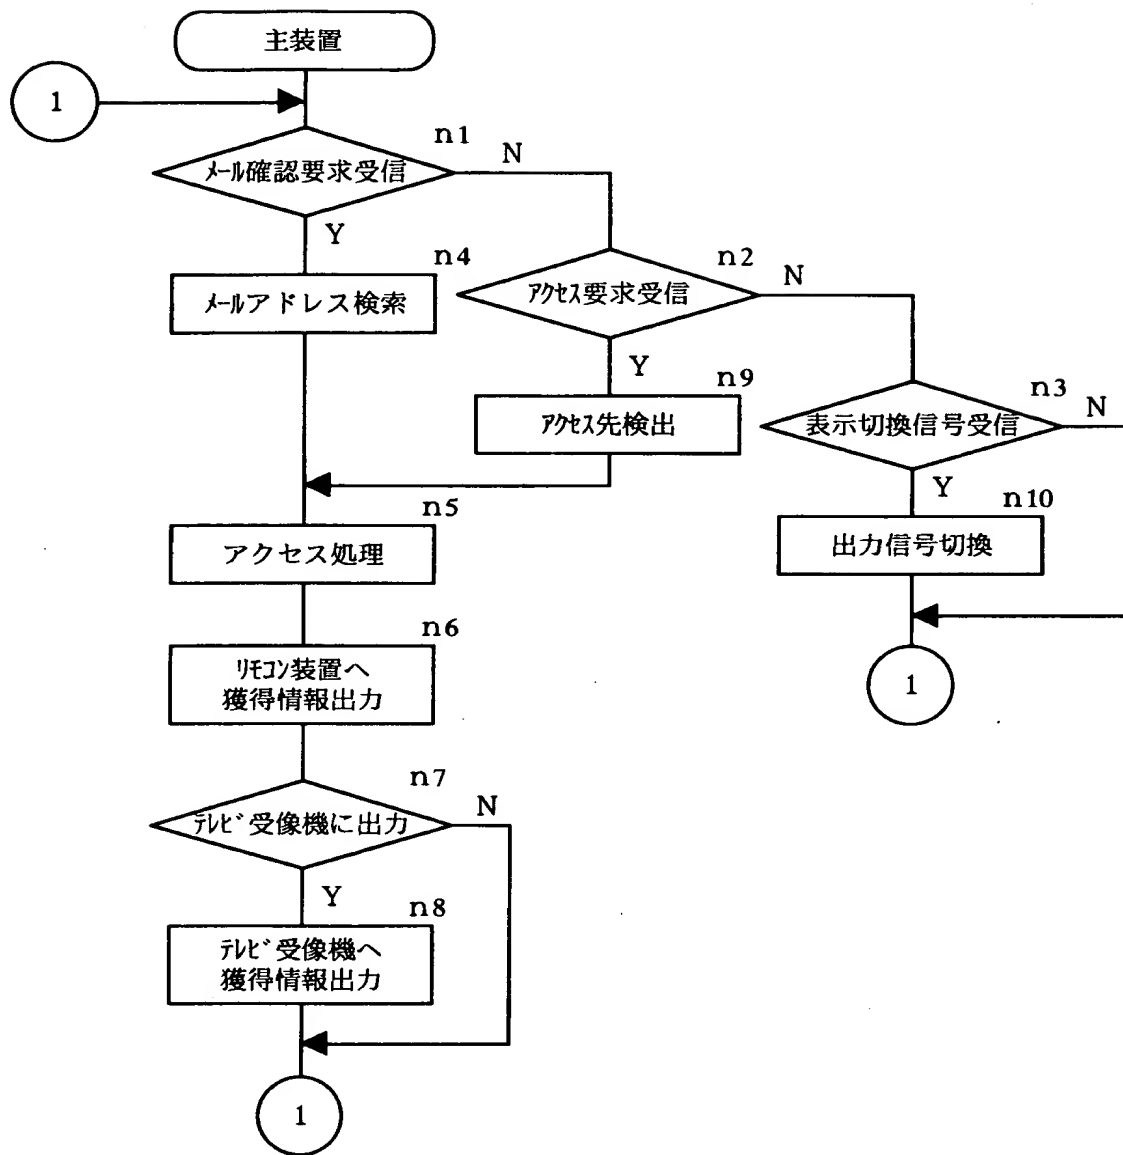 主装置
1
n1
メール確認要求受信
N
Y
n4
メールアドレス検索
n2
アクセス要求受信
N
Y
n9
アクセス先検出
n3
表示切換信号受信
N
Y
n10
出力信号切換
1
n5
アクセス処理
n6
リモコン装置へ
獲得情報出力
n7
テレビ受像機に出力
N
Y
n8
テレビ受像機へ
獲得情報出力
1